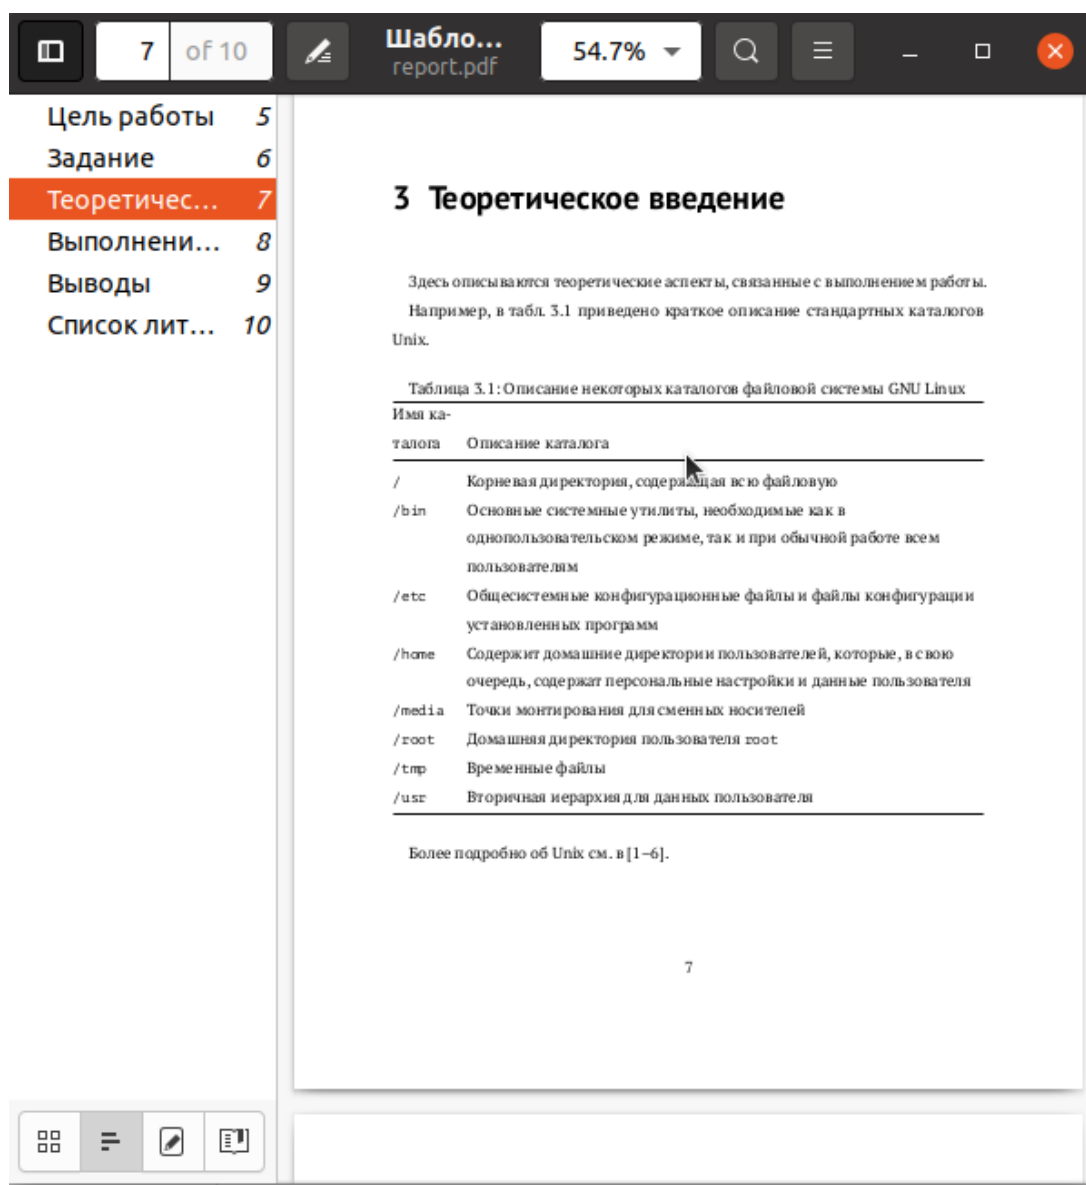 7 of 10
Шабло...
report.pdf
54.7%
Цель работы 5
Задание 6
Теоретичес... 7
Выполнени... 8
Выводы 9
Список лит... 10
3 Теоретическое введение
Здесь описываются теоретические аспекты, связанные с выполнением работы.
Например, в табл. 3.1 приведено краткое описание стандартных каталогов
Unix.
Таблица 3.1: Описание некоторых каталогов файловой системы GNU Linux
Имя ка-
талога Описание каталога
/ Корневая директория, содержащая всю файловую
/bin Основные системные утилиты, необходимые как в
однопользовательском режиме, так и при обычной работе всем
пользователям
/etc Общесистемные конфигурационные файлы и файлы конфигурации
установленных программ
/home Содержит домашние директории пользователей, которые, в свою
очередь, содержат персональные настройки и данные пользователя
/media Точки монтирования для сменных носителей
/root Домашняя директория пользователя root
/tmp Временные файлы
/usr Вторичная иерархия для данных пользователя
Более подробно об Unix см. в [1–6].
7